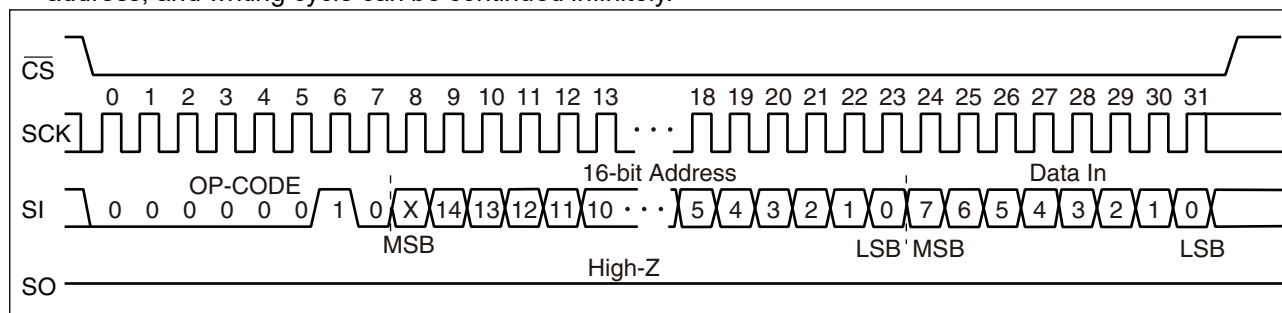 address, and writing cycle can be continued infinitely.
CS
0 1 2 3 4 5 6 7 8 9 10 11 12 13 18 19 20 21 22 23 24 25 26 27 28 29 30 31
SCK
OP-CODE 16-bit Address Data In
SI 0 0 0 0 0 0 1 0 X 14 13 12 11 10 · · · 5 4 3 2 1 0 7 6 5 4 3 2 1 0
MSB LSB MSB LSB
High-Z
SO